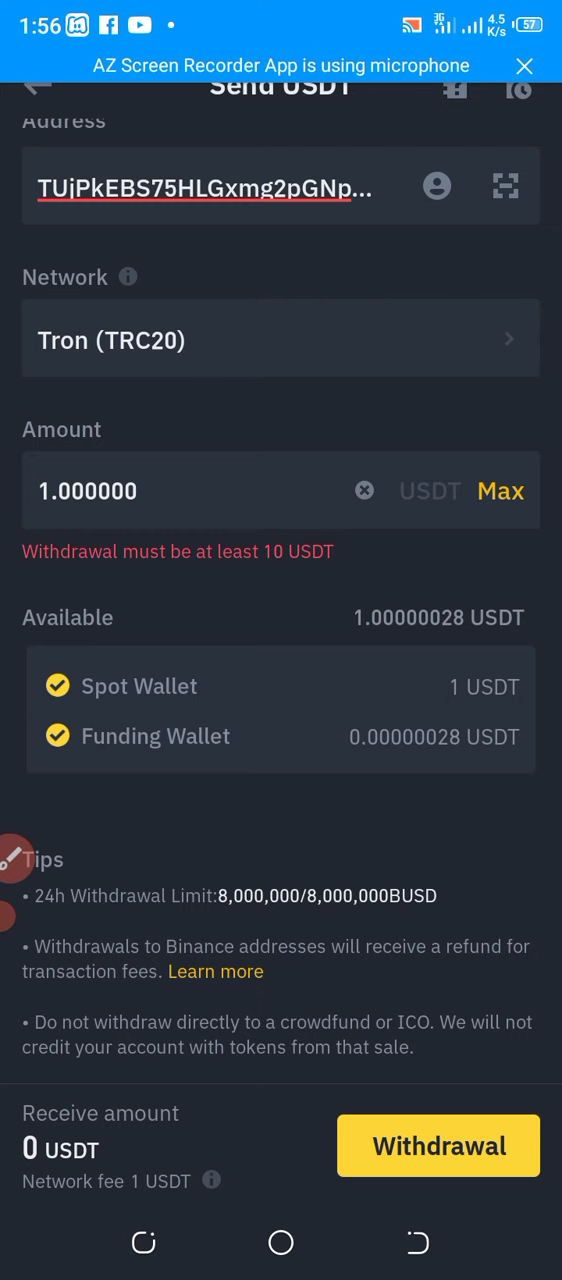 1:56
3G
4.5
K/s
57
AZ Screen Recorder App is using microphone
Send USDT
Address
TUjPkEBS75HLGxmg2pGNp...
Network
Tron (TRC20)
Amount
1.000000 USDT Max
Withdrawal must be at least 10 USDT
Available 1.00000028 USDT
Spot Wallet 1 USDT
Funding Wallet 0.00000028 USDT
Tips
• 24h Withdrawal Limit:8,000,000/8,000,000BUSD
• Withdrawals to Binance addresses will receive a refund for
transaction fees. Learn more
• Do not withdraw directly to a crowdfund or ICO. We will not
credit your account with tokens from that sale.
Receive amount
0 USDT
Network fee 1 USDT
Withdrawal